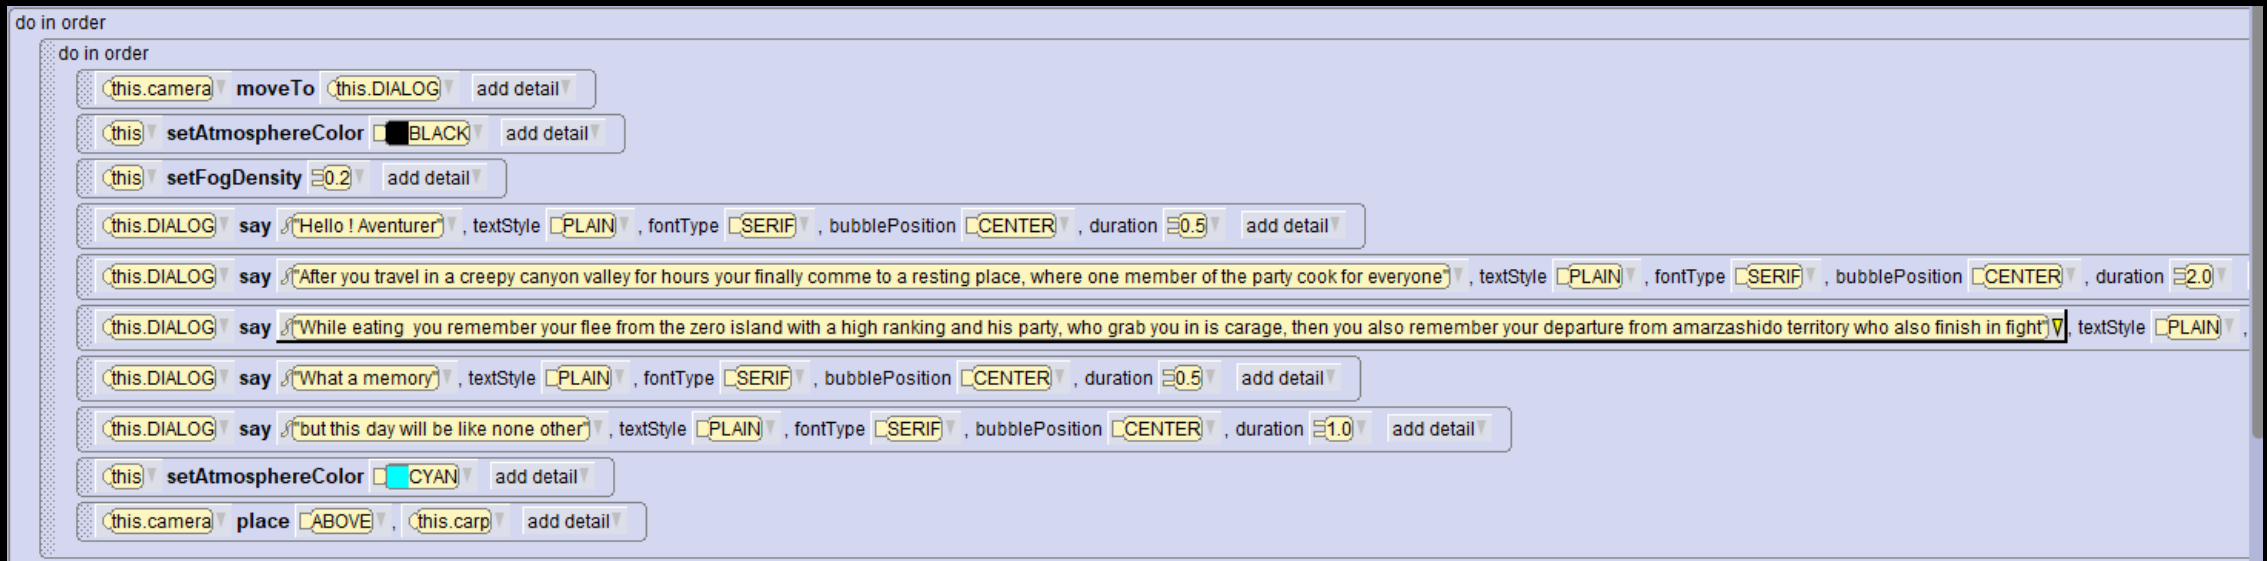 do in order
do in order
this.camera moveTo this.DIALOG add detail
this setAtmosphereColor BLACK add detail
this setFogDensity 0.2 add detail
this.DIALOG say "Hello ! Aventurer" , textStyle PLAIN , fontType SERIF , bubblePosition CENTER , duration 0.5 add detail
this.DIALOG say "After you travel in a creepy canyon valley for hours your finally comme to a resting place, where one member of the party cook for everyone" , textStyle PLAIN , fontType SERIF , bubblePosition CENTER , duration 2.0
this.DIALOG say "While eating  you remember your flee from the zero island with a high ranking and his party, who grab you in is carage, then you also remember your departure from amarzashido territory who also finish in fight" , textStyle PLAIN ,
this.DIALOG say "What a memory" , textStyle PLAIN , fontType SERIF , bubblePosition CENTER , duration 0.5 add detail
this.DIALOG say "but this day will be like none other" , textStyle PLAIN , fontType SERIF , bubblePosition CENTER , duration 1.0 add detail
this setAtmosphereColor CYAN add detail
this.camera place ABOVE , this.carp add detail